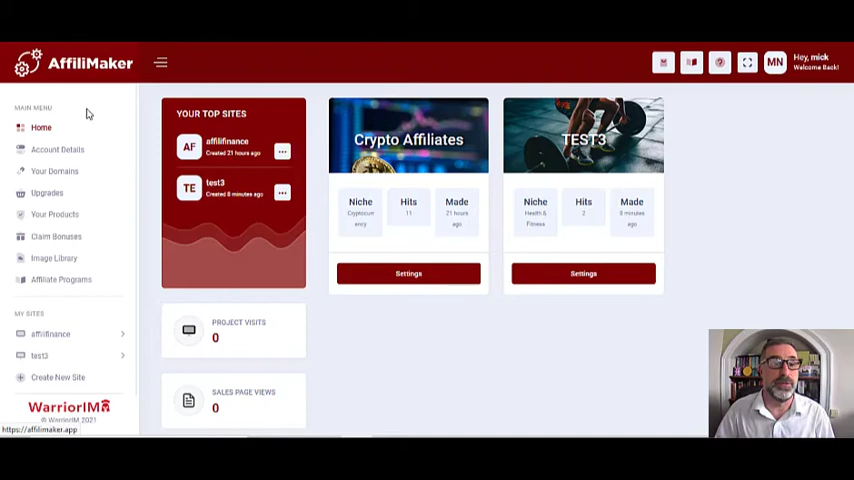 AffiliMaker
MN
Hey, mick
Welcome Back!
MAIN MENU
Home
Account Details
Your Domains
Upgrades
Your Products
Claim Bonuses
Image Library
Affiliate Programs
MY SITES
affilifinance
test3
Create New Site
WarriorIM
© WarriorIM 2021
https://affilimaker.app
YOUR TOP SITES
AF
affilifinance
Created 21 hours ago
TE
test3
Created 8 minutes ago
PROJECT VISITS
0
SALES PAGE VIEWS
0
Crypto Affiliates
Niche
Cryptocurr
ency
Hits
11
Made
21 hours
ago
Settings
TEST3
Niche
Health &
Fitness
Hits
2
Made
8 minutes
ago
Settings